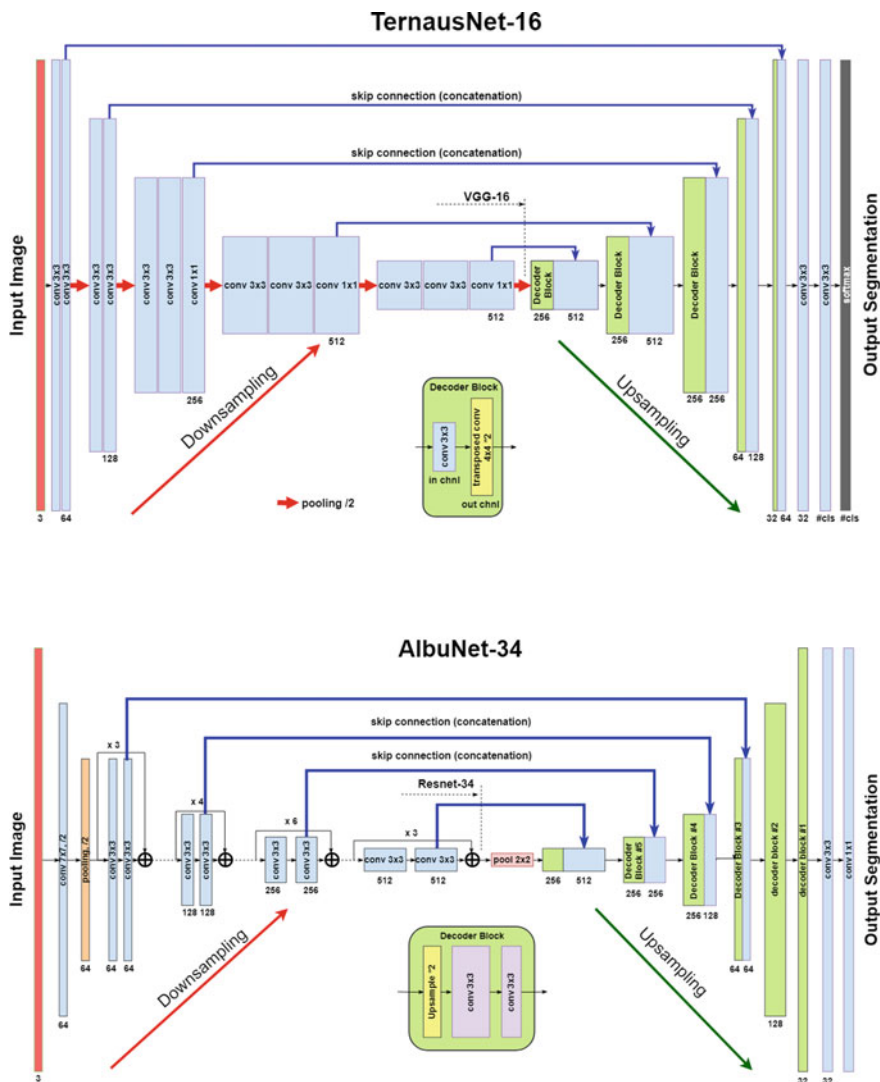 TernausNet-16
skip connection (concatenation)
skip connection (concatenation)
VGG-16
Input Image
conv 3x3
conv 3x3
conv 3x3
conv 3x3
conv 3x3
conv 3x3
conv 1x1
conv 3x3
conv 3x3
conv 1x1
conv 3x3
conv 3x3
conv 1x1
Decoder
Block
Decoder Block
Decoder Block
conv 3x3
conv 3x3
softmax
Output Segmentation
3
64
128
256
512
512
256
512
256
512
256
256
64
128
32
64
32
#cls
#cls
Downsampling
Upsampling
Decoder Block
conv 3x3
transposed conv
4x4 *2
in chnl
out chnl
pooling /2
AlbuNet-34
skip connection (concatenation)
skip connection (concatenation)
Resnet-34
x 3
x 4
x 6
x 3
Input Image
conv 7x7, /2
pooling, /2
conv 3x3
conv 3x3
conv 3x3
conv 3x3
conv 3x3
conv 3x3
conv 3x3
conv 3x3
pool 2x2
Decoder
Block #5
Decoder Block #4
Decoder Block #3
decoder block #2
decoder block #1
conv 3x3
conv 1x1
Output Segmentation
3
64
64
64
64
128
128
256
256
512
512
256
512
256
256
256
128
64
64
128
32
32
Downsampling
Upsampling
Decoder Block
Upsample *2
conv 3x3
conv 3x3